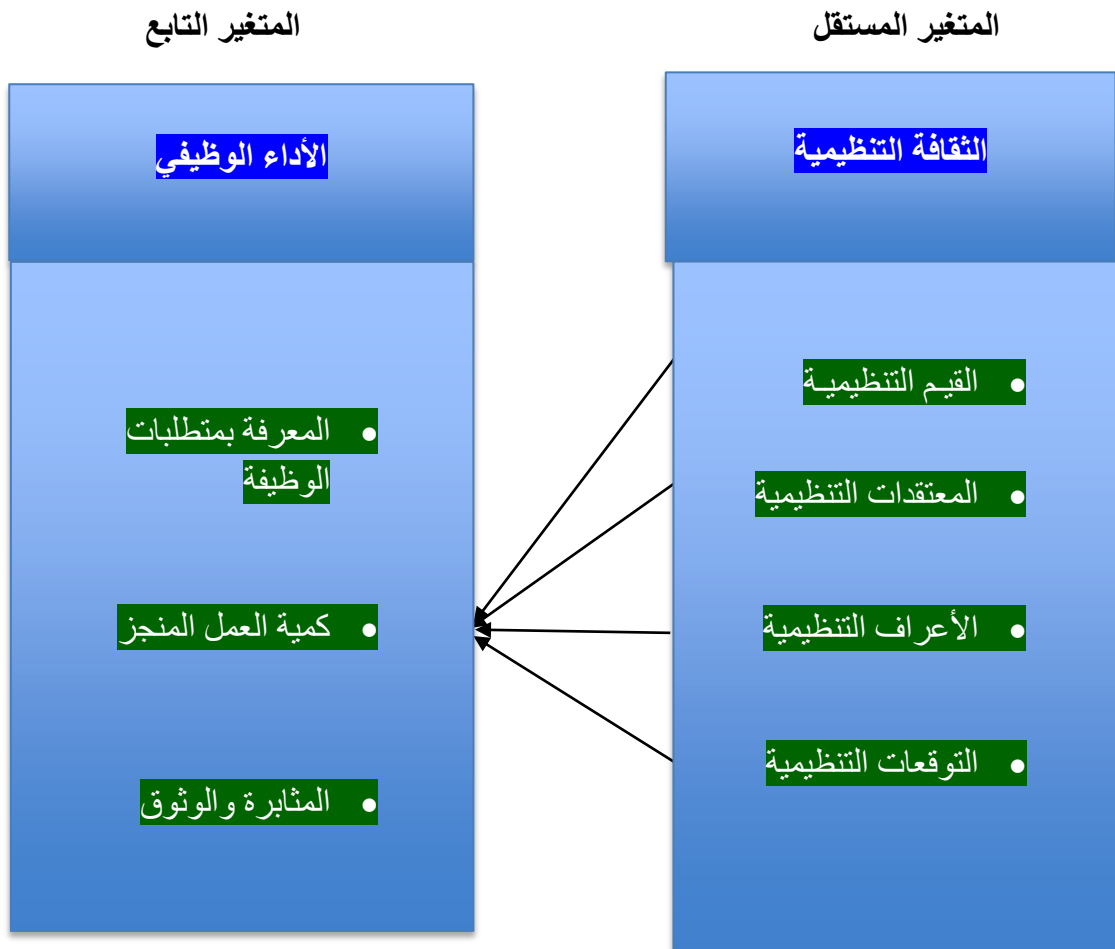 المتغير المستقل
الثقافة التنظيمية
• القيـم التنظيميـة
• المعتقدات التنظيمية
• الأعراف التنظيمية
• التوقعات التنظيمية
المتغير التابع
الأداء الوظيفي
• المعرفة بمتطلبات
الوظيفة
• كمية العمل المنجز
• المثابرة والوثوق